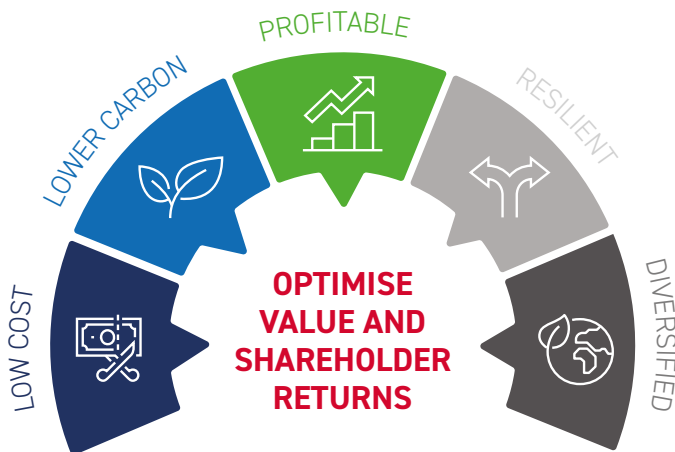 LOW COST
LOWER CARBON
PROFITABLE
RESILIENT
DIVERSIFIED
OPTIMISE
VALUE AND
SHAREHOLDER
RETURNS